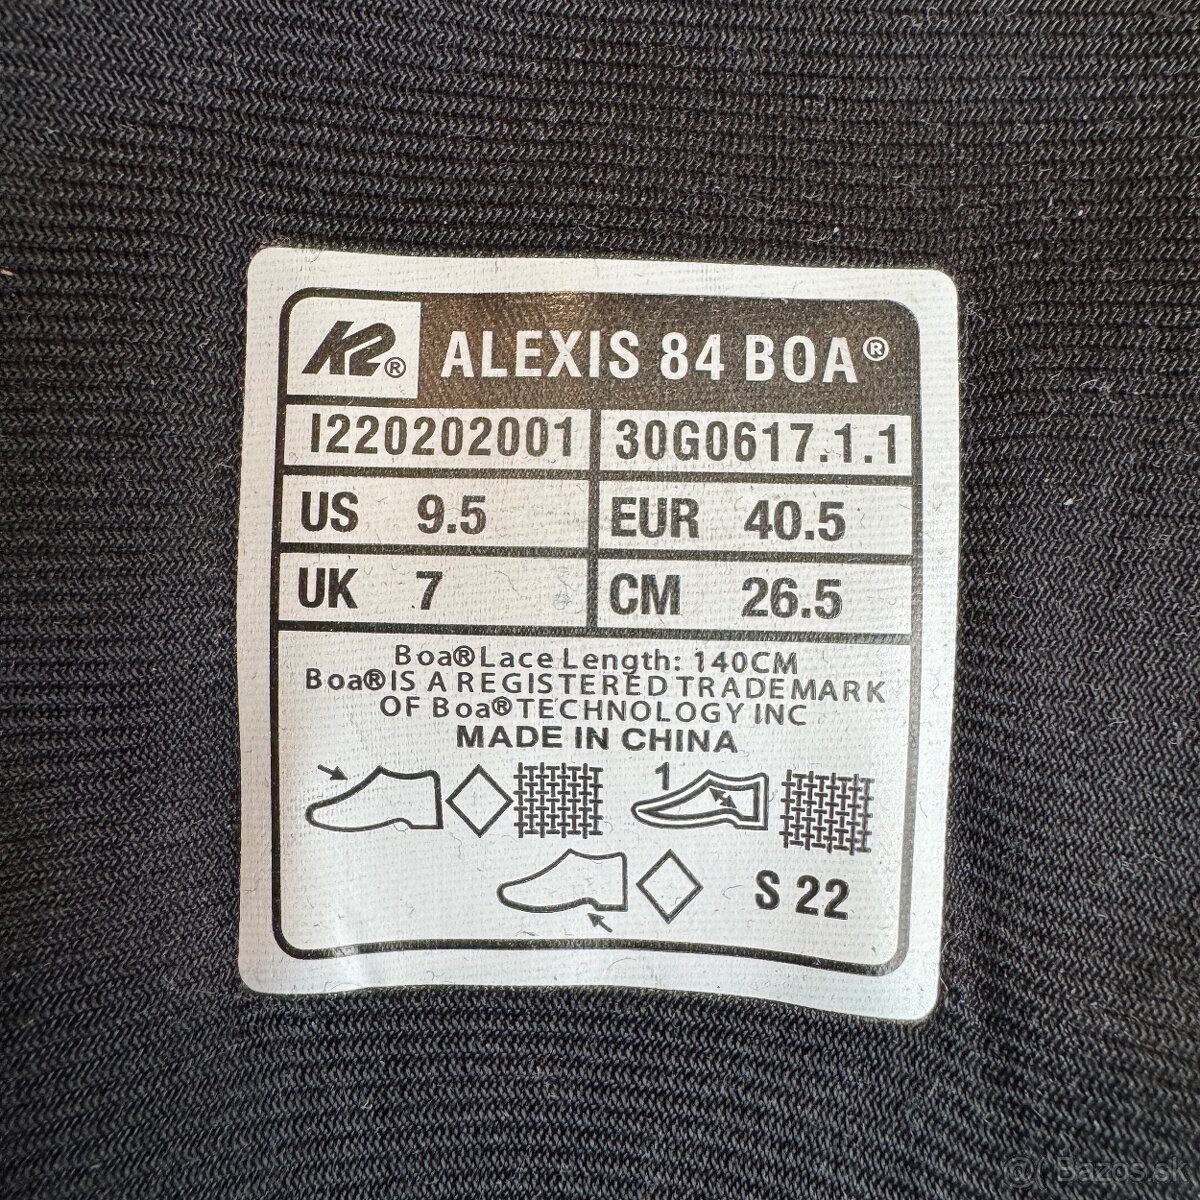 K2® ALEXIS 84 BOA®
I220202001 30G0617.1.1
US 9.5 EUR 40.5
UK 7 CM 26.5
Boa® Lace Length: 140CM
Boa® IS A REGISTERED TRADEMARK
OF Boa® TECHNOLOGY INC
MADE IN CHINA
1
S 22
Bazos.sk